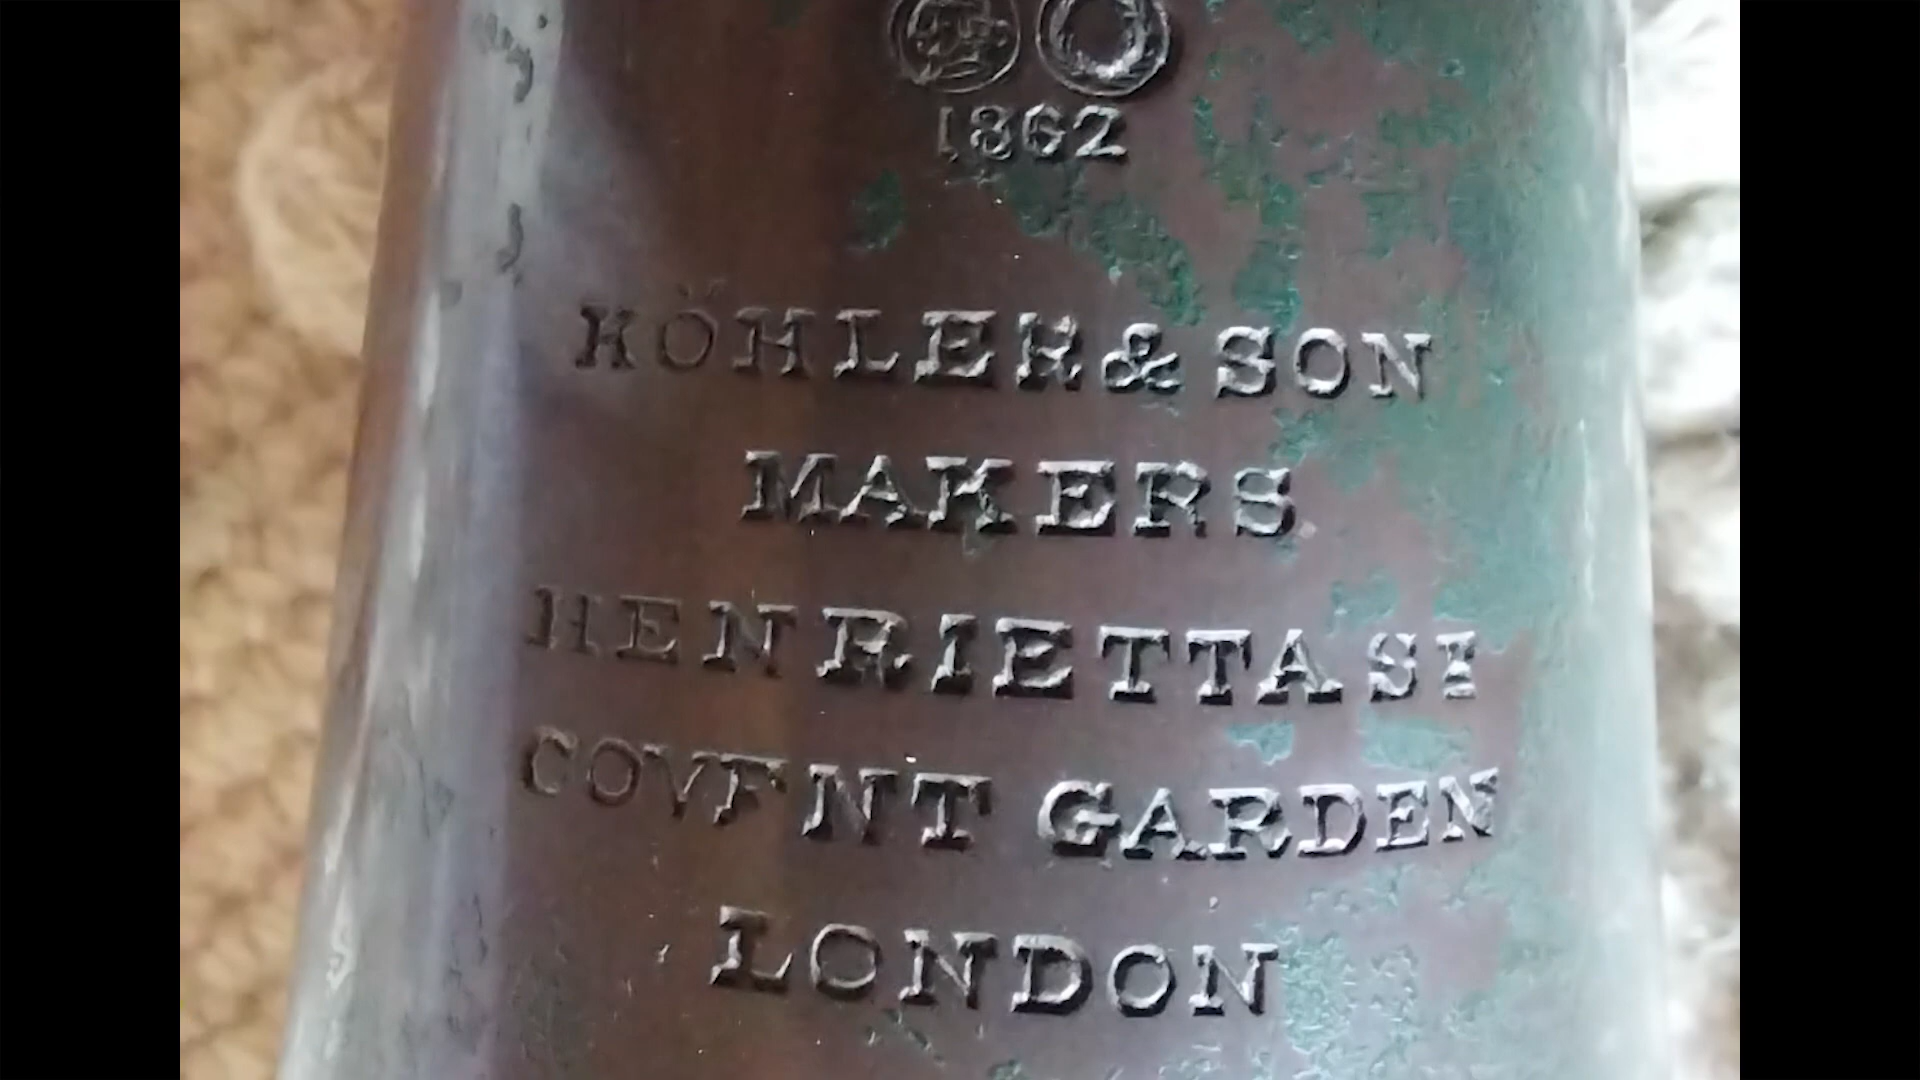 1862
KÖHLER & SON
MAKERS
HENRIETTA ST
COVENT GARDEN
LONDON